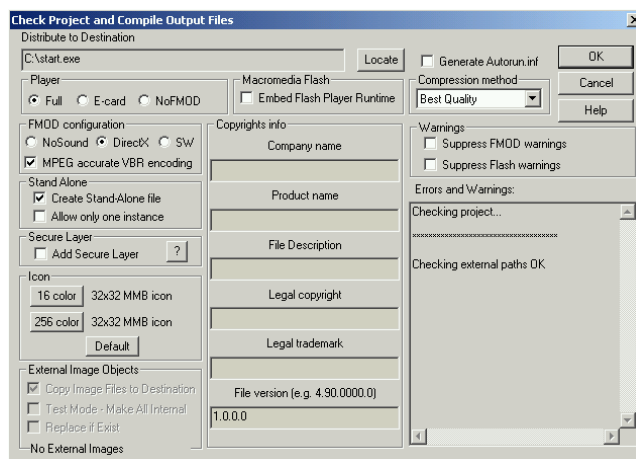 Check Project and Compile Output Files
Distribute to Destination
C:\start.exe
Locate
Generate Autorun.inf
OK
Player
Full
E-card
NoFMOD
Macromedia Flash
Embed Flash Player Runtime
Compression method
Best Quality
Cancel
Help
FMOD configuration
NoSound
DirectX
SW
MPEG accurate VBR encoding
Stand Alone
Create Stand-Alone file
Allow only one instance
Secure Layer
Add Secure Layer
?
Icon
16 color
32x32 MMB icon
256 color
32x32 MMB icon
Default
External Image Objects
Copy Image Files to Destination
Test Mode - Make All Internal
Replace if Exist
No External Images
Copyrights info
Company name
Product name
File Description
Legal copyright
Legal trademark
File version (e.g. 4.90.0000.0)
1.0.0.0
Warnings
Suppress FMOD warnings
Suppress Flash warnings
Errors and Warnings:
Checking project...
Checking external paths OK